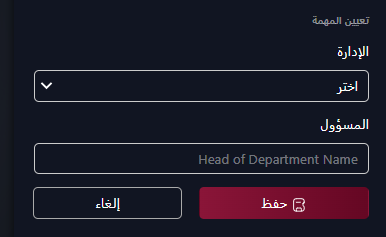 تعيين المهمة
الإدارة
اختر
المسؤول
Head of Department Name
حفظ
إلغاء